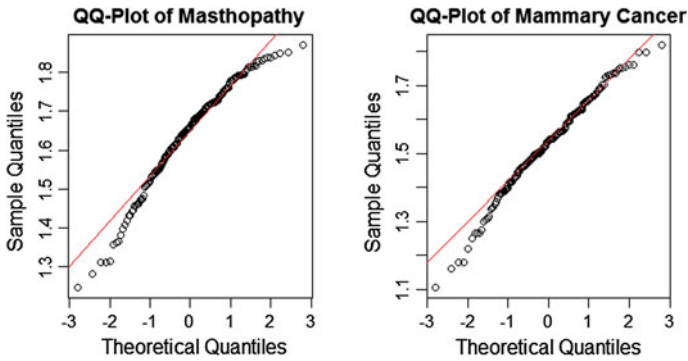 QQ-Plot of Masthopathy
Sample Quantiles
1.8
1.7
1.6
1.5
1.4
1.3
-3 -2 -1 0 1 2 3
Theoretical Quantiles
QQ-Plot of Mammary Cancer
Sample Quantiles
1.7
1.5
1.3
1.1
-3 -2 -1 0 1 2 3
Theoretical Quantiles